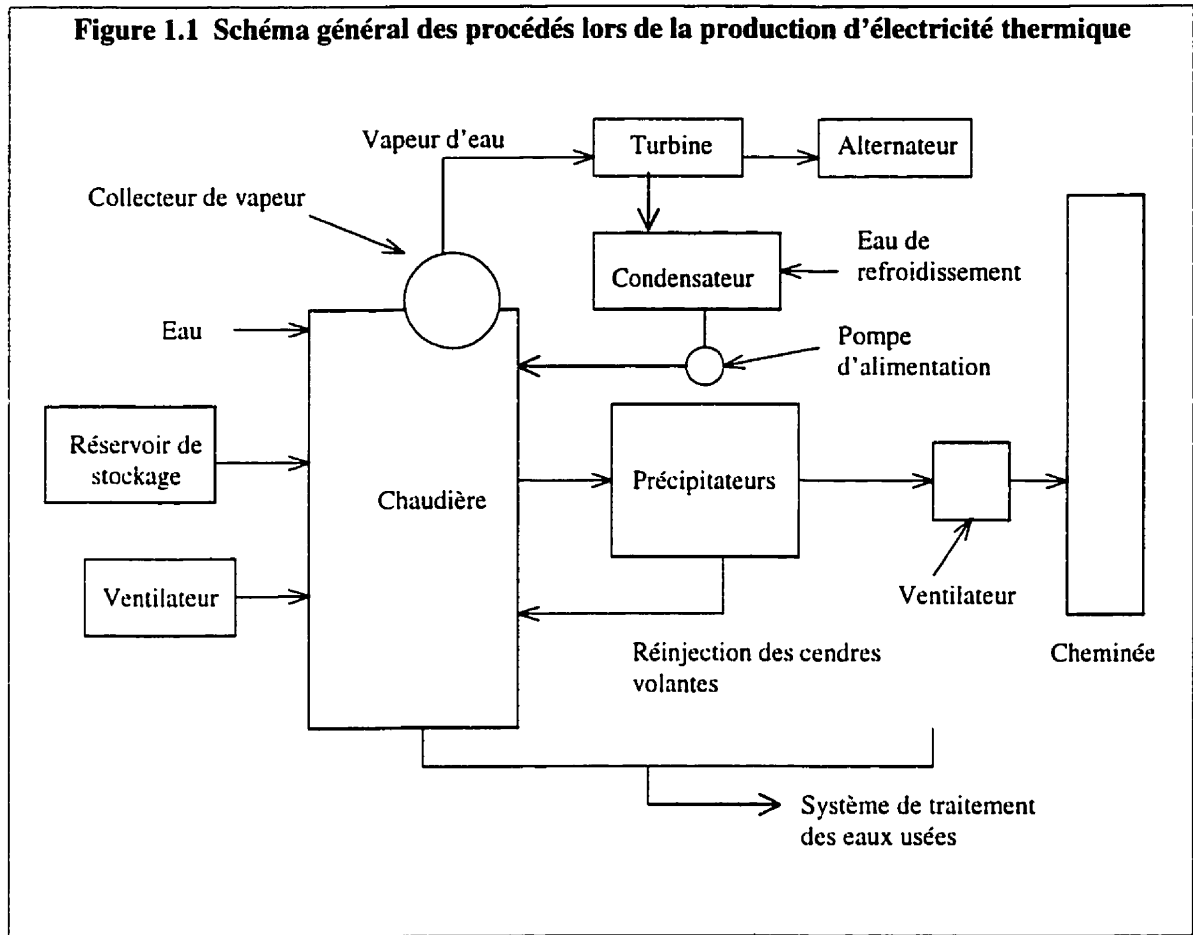 Figure 1.1 Schéma général des procédés lors de la production d'électricité thermique
Vapeur d'eau
Turbine
Alternateur
Collecteur de vapeur
Condensateur
Eau de
refroidissement
Eau
Pompe
d'alimentation
Réservoir de
stockage
Chaudière
Précipitateurs
Ventilateur
Ventilateur
Réinjection des cendres
volantes
Cheminée
Système de traitement
des eaux usées